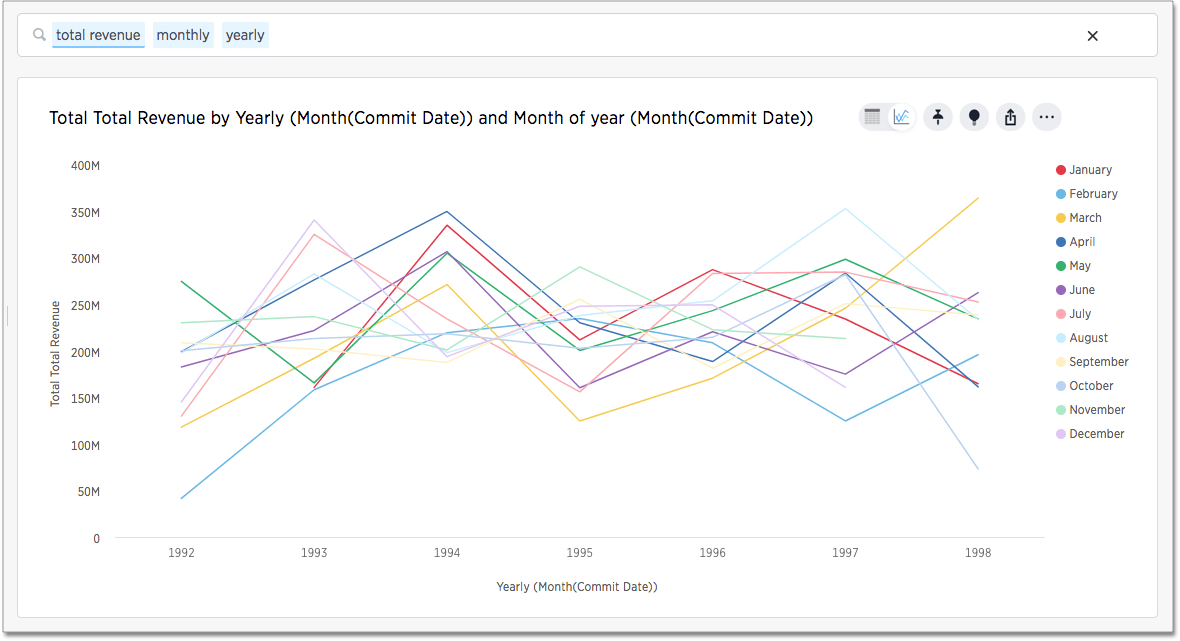 total revenue monthly yearly
Total Total Revenue by Yearly (Month(Commit Date)) and Month of year (Month(Commit Date))
Total Total Revenue
400M
350M
300M
250M
200M
150M
100M
50M
0
1992 1993 1994 1995 1996 1997 1998
Yearly (Month(Commit Date))
January
February
March
April
May
June
July
August
September
October
November
December